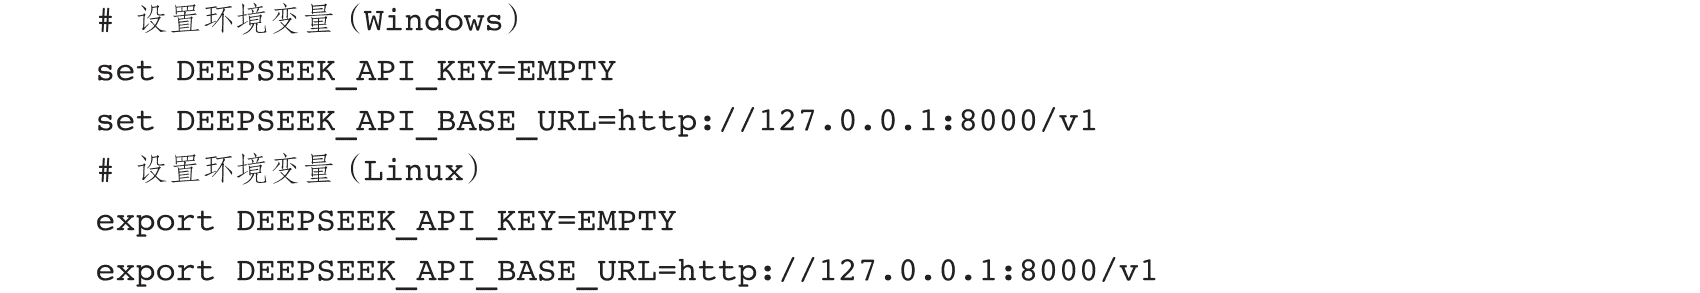 # 设置环境变量（Windows）
set DEEPSEEK_API_KEY=EMPTY
set DEEPSEEK_API_BASE_URL=http://127.0.0.1:8000/v1
# 设置环境变量（Linux）
export DEEPSEEK_API_KEY=EMPTY
export DEEPSEEK_API_BASE_URL=http://127.0.0.1:8000/v1